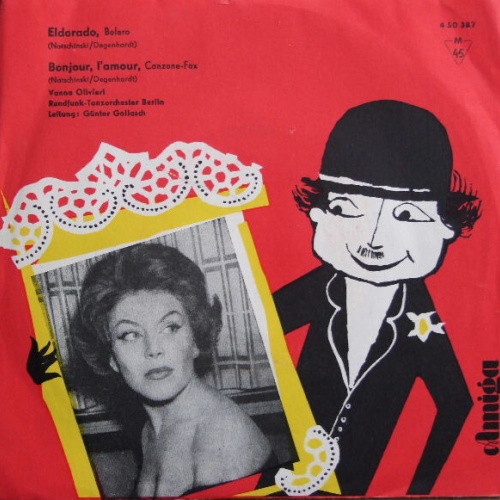 Eldorado, Bolero
(Natschinski/Degenhardt)
Bonjour, l'amour, Canzone-Fox
(Natschinski/Degenhardt)
Vanna Olivieri
Rundfunk-Tanzorchester Berlin
Leitung: Günter Gollasch
4 50 387
M
45
Amiga